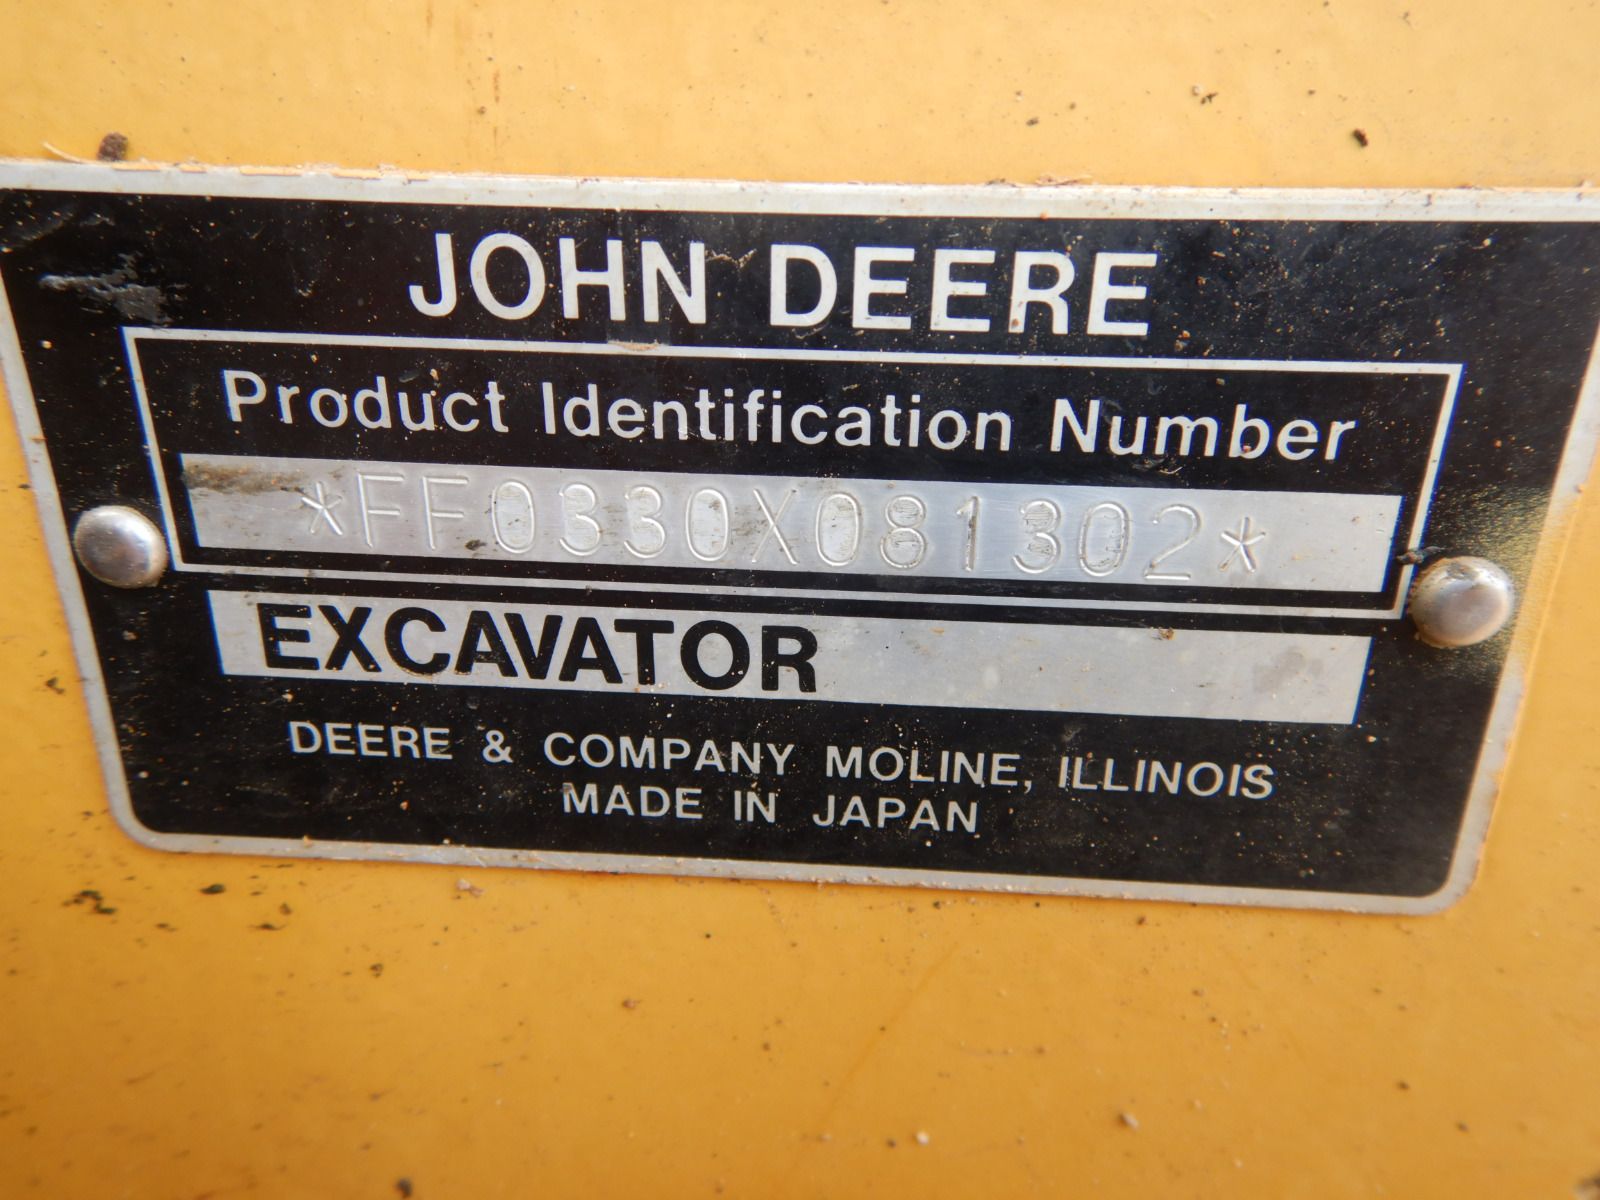 JOHN DEERE
Product Identification Number
*FF0330X081302*
EXCAVATOR
DEERE & COMPANY MOLINE, ILLINOIS
MADE IN JAPAN